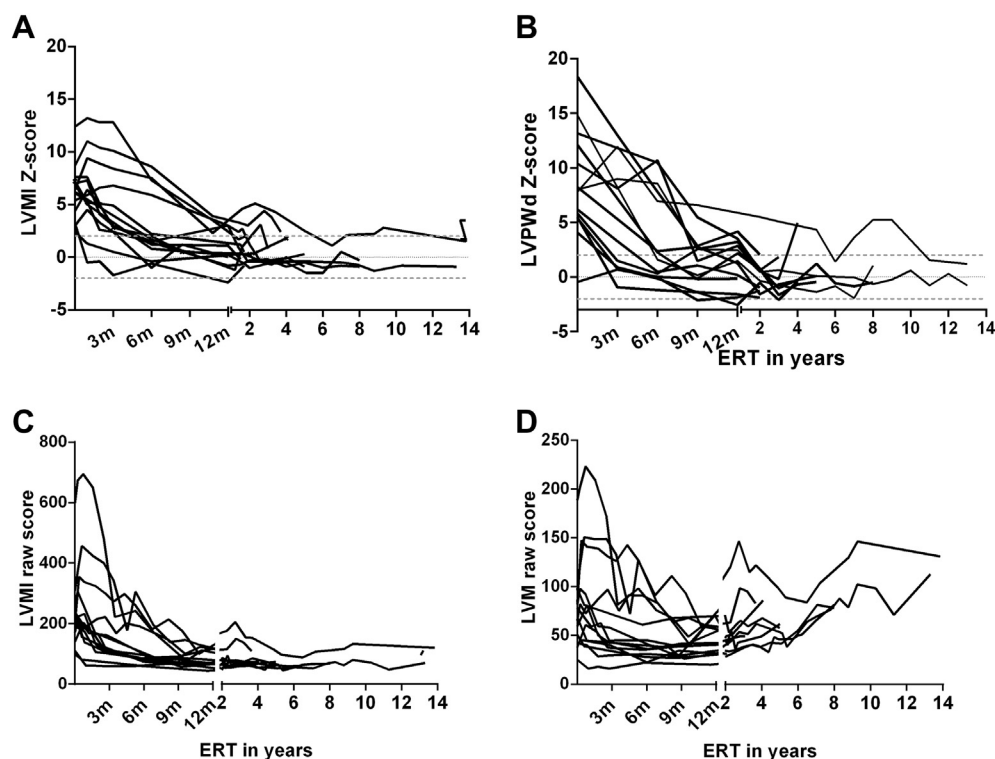 A
LVMI Z-score
20
15
10
5
0
-5
3m
6m
9m
12m
2
4
6
8
10
12
14
B
LVPWd Z-score
20
15
10
5
0
-5
3m
6m
9m
12m
2
4
6
8
10
12
14
ERT in years
C
LVMI raw score
800
600
400
200
0
3m
6m
9m
12m
2
4
6
8
10
12
14
ERT in years
D
LVM raw score
250
200
150
100
50
0
3m
6m
9m
12m
2
4
6
8
10
12
14
ERT in years